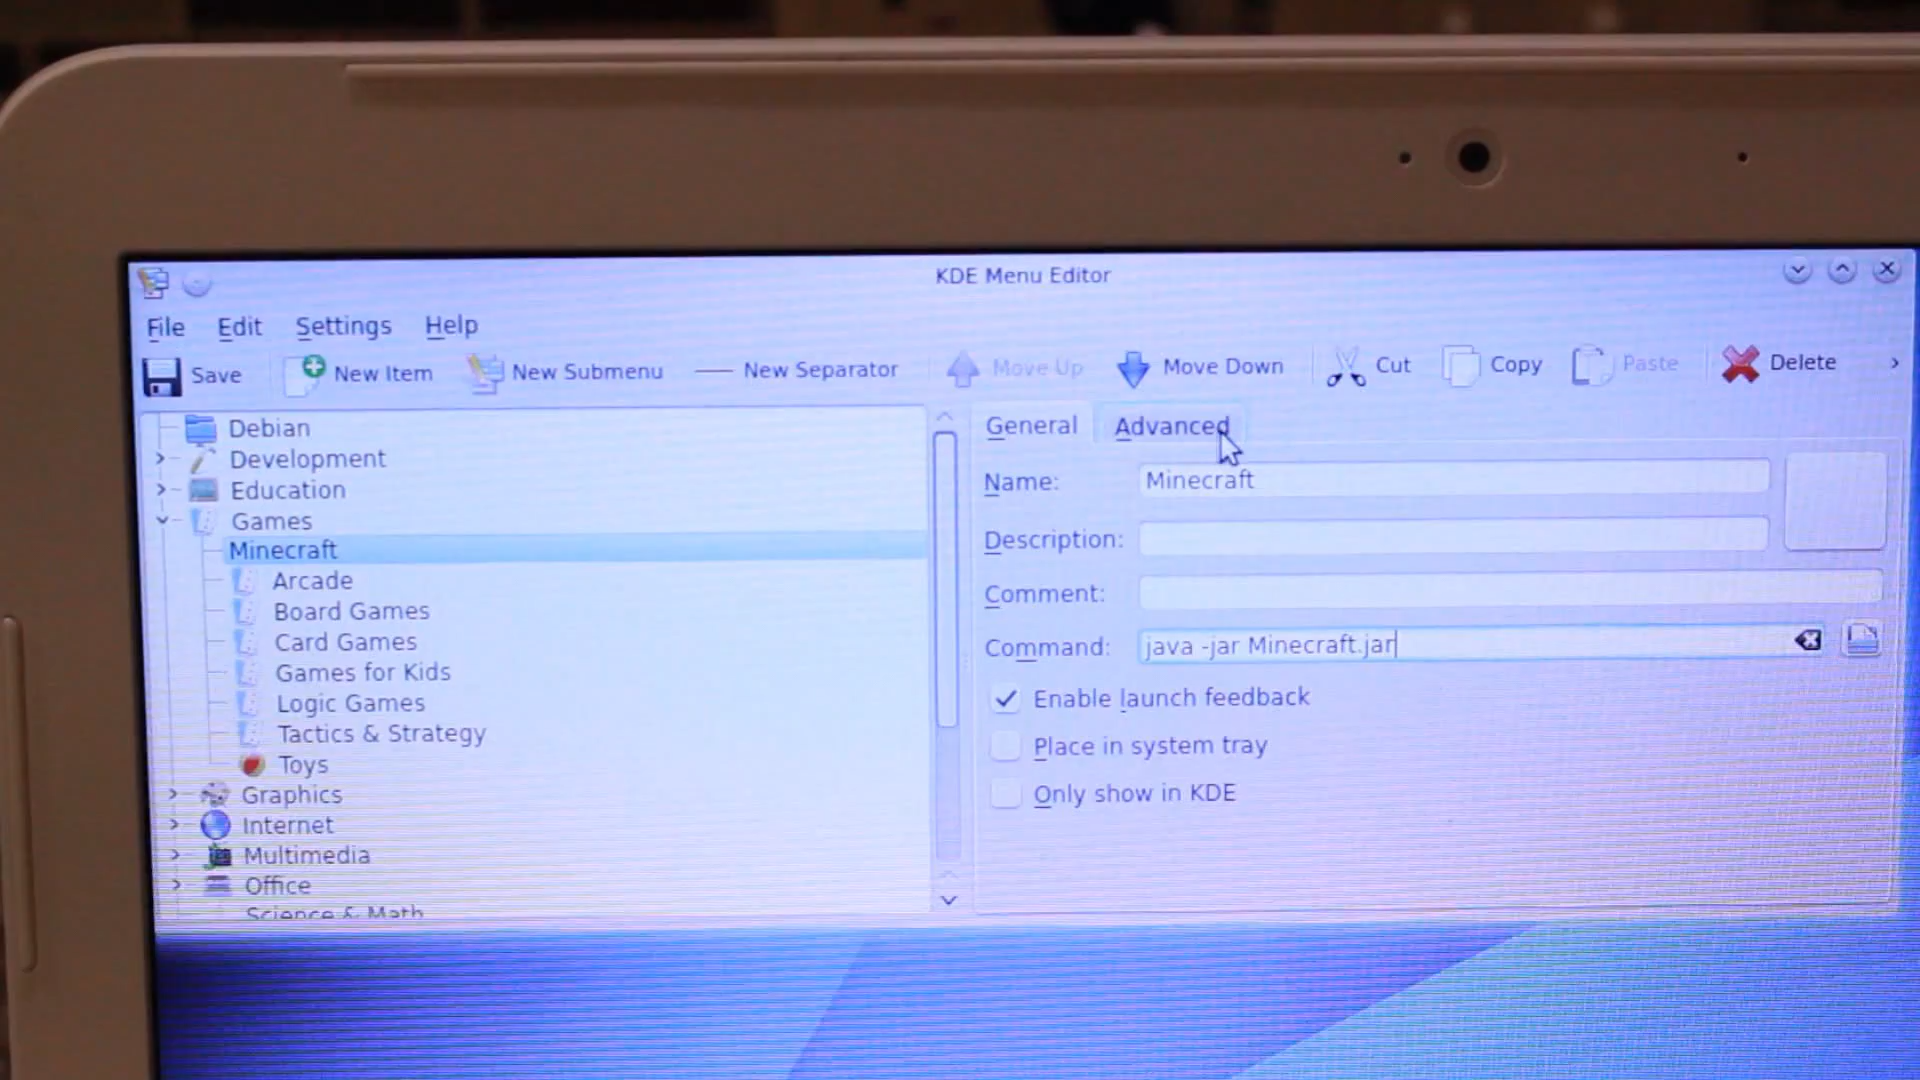 KDE Menu Editor
File Edit Settings Help
Save New Item New Submenu New Separator Move Up Move Down Cut Copy Paste Delete
Debian
Development
Education
Games
Minecraft
Arcade
Board Games
Card Games
Games for Kids
Logic Games
Tactics & Strategy
Toys
Graphics
Internet
Multimedia
Office
Science & Math
General Advanced
Name: Minecraft
Description:
Comment:
Command: java -jar Minecraft.jar
Enable launch feedback
Place in system tray
Only show in KDE